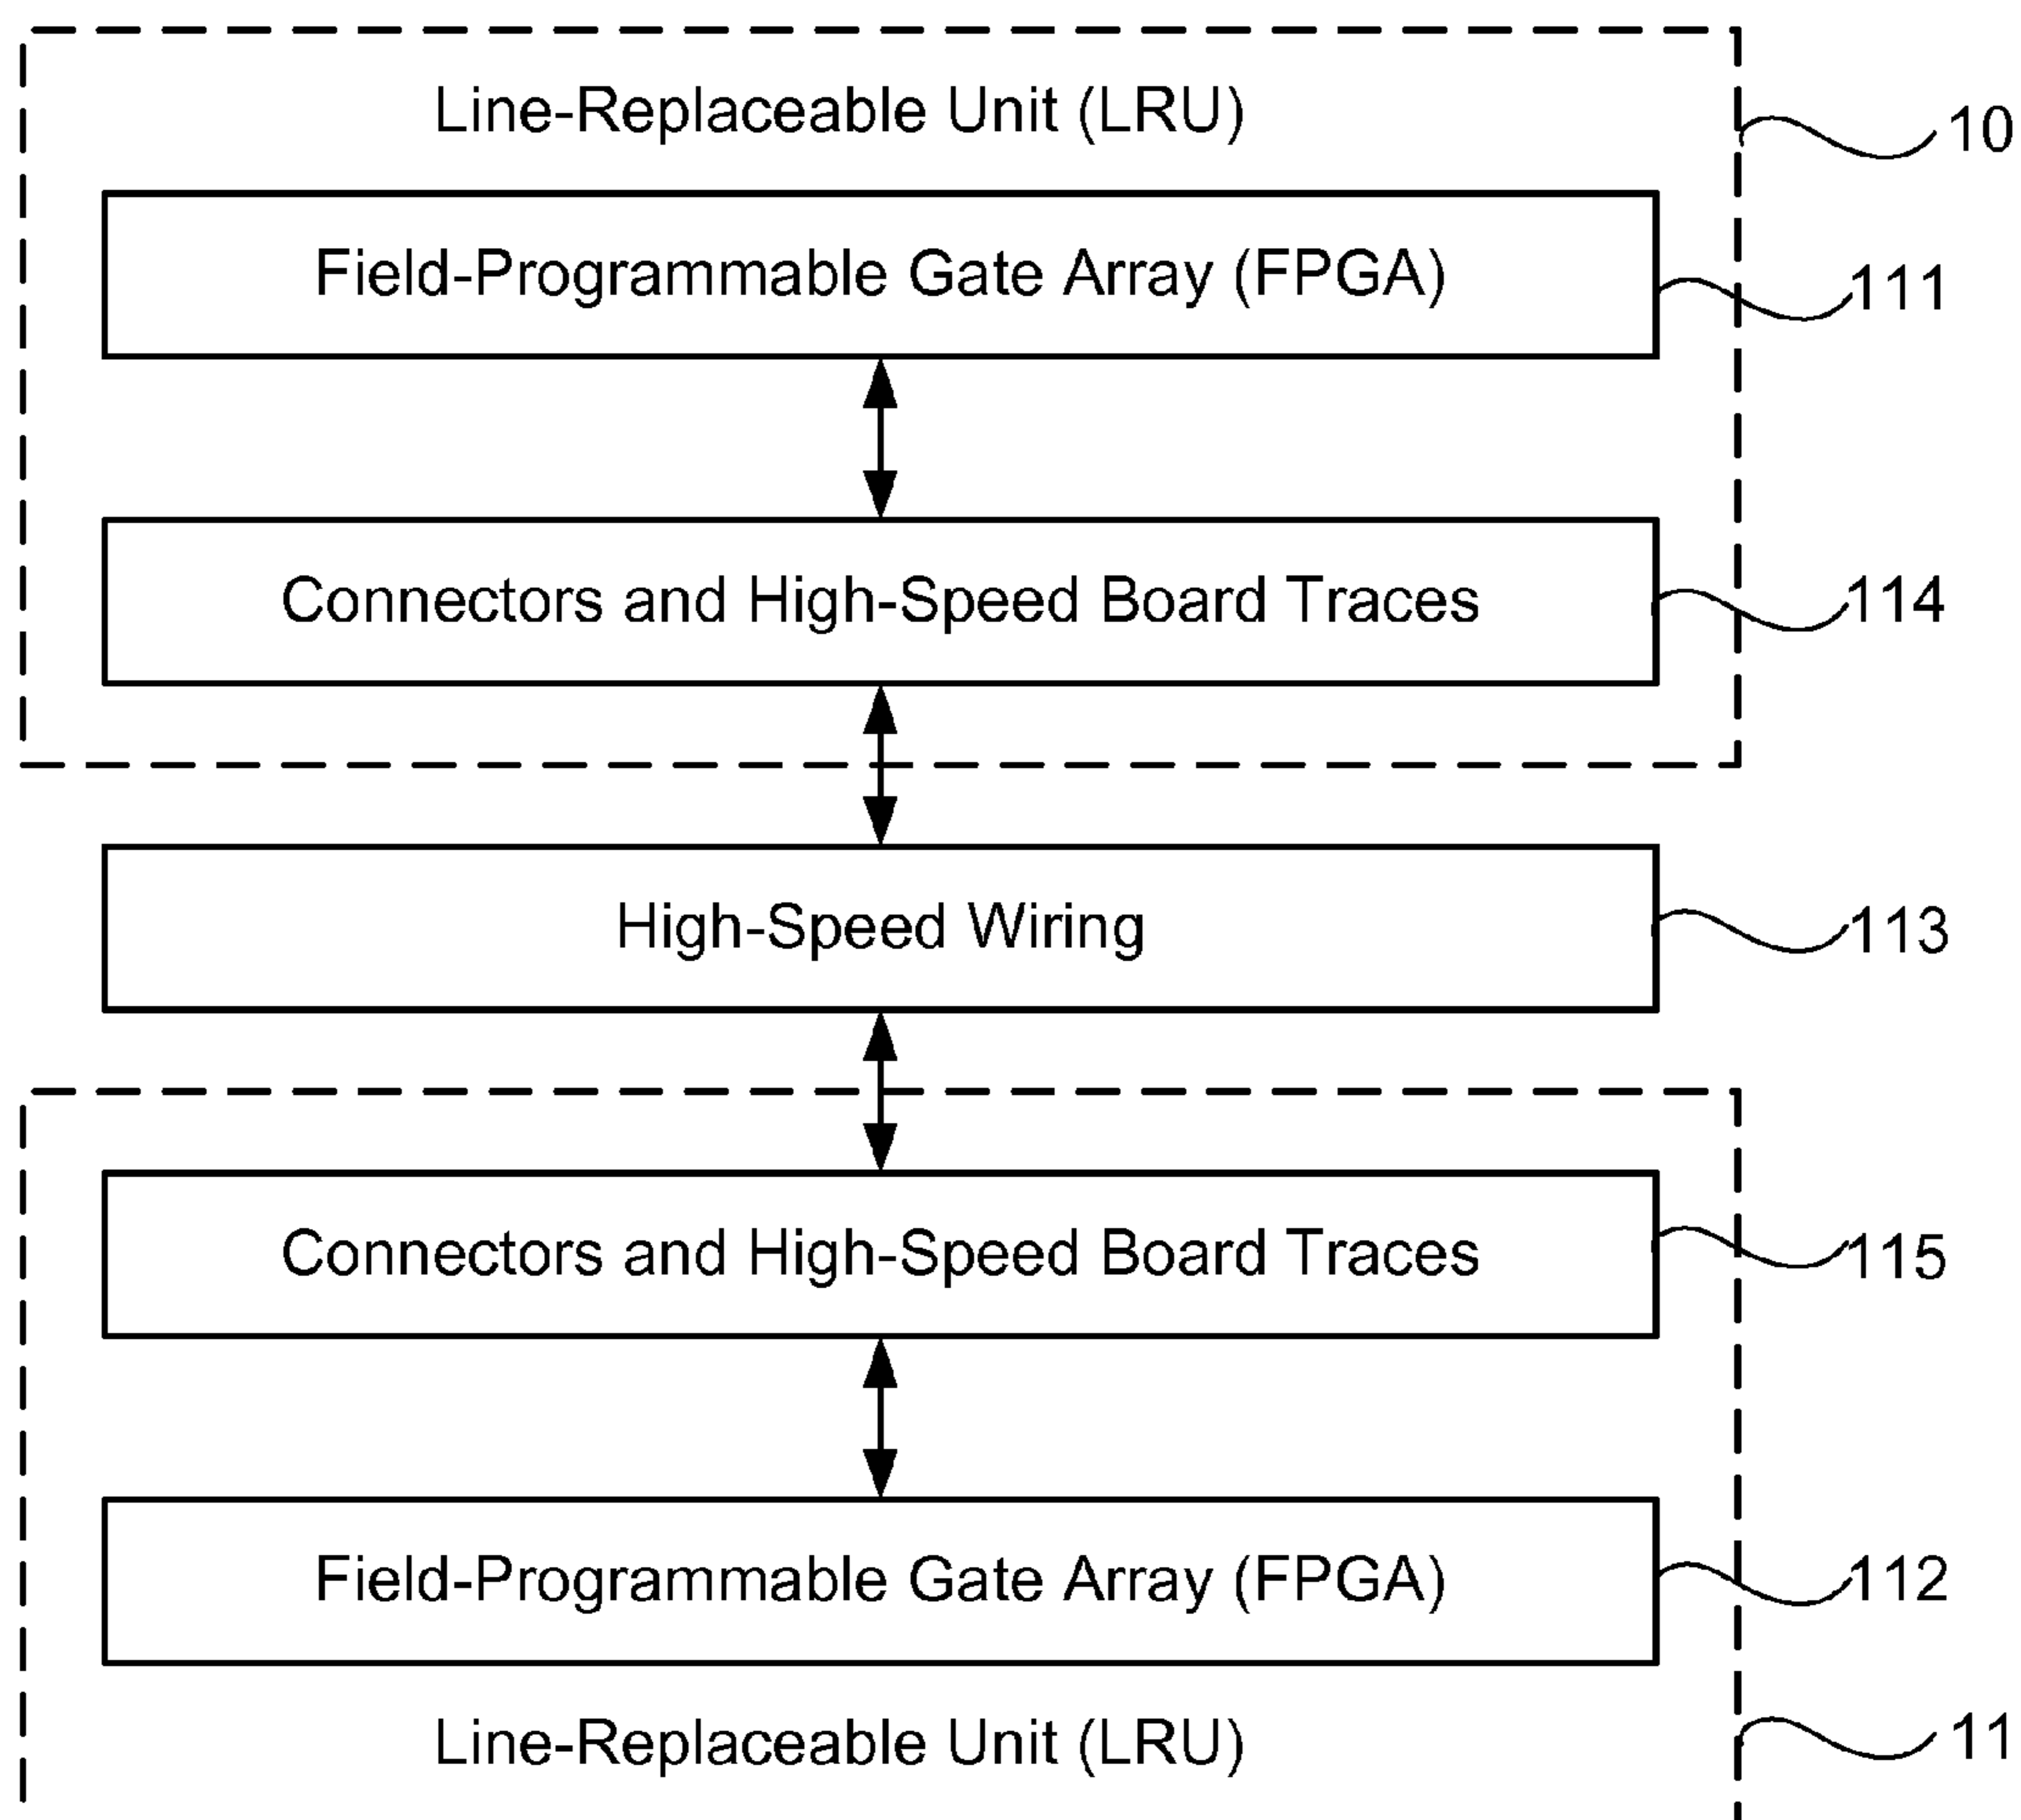 Line-Replaceable Unit (LRU)
10
Field-Programmable Gate Array (FPGA)
111
Connectors and High-Speed Board Traces
114
High-Speed Wiring
113
Connectors and High-Speed Board Traces
115
Field-Programmable Gate Array (FPGA)
112
Line-Replaceable Unit (LRU)
11